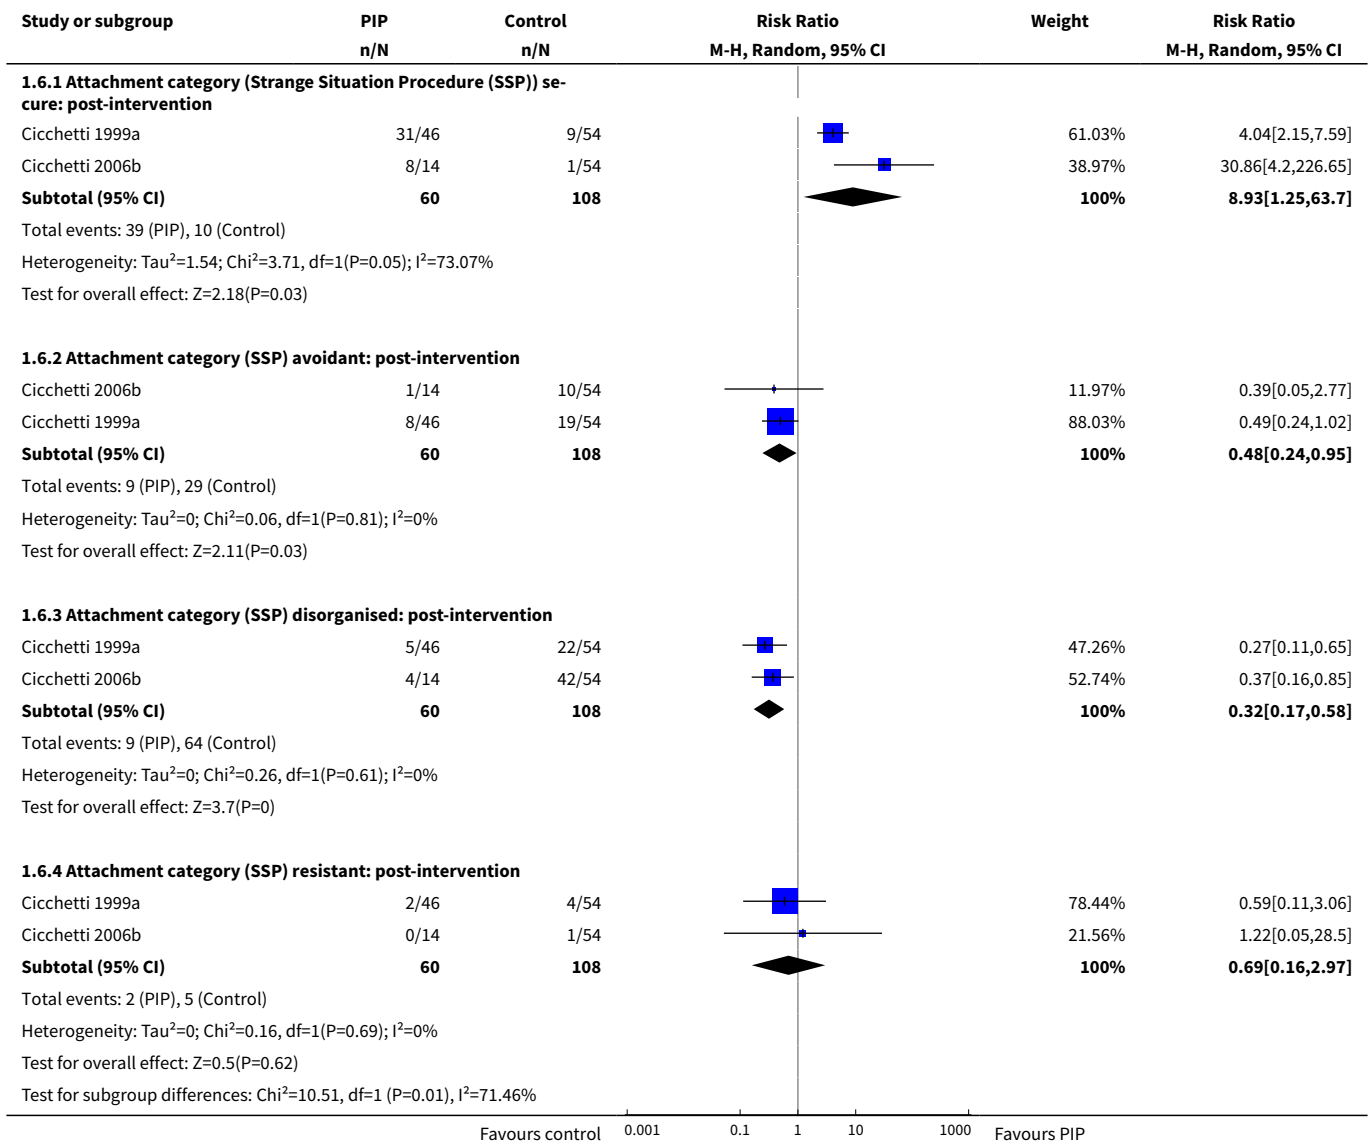 Study or subgroup PIP Control Risk Ratio Weight Risk Ratio
n/N n/N M-H, Random, 95% CI M-H, Random, 95% CI
1.6.1 Attachment category (Strange Situation Procedure (SSP)) se-
cure: post-intervention
Cicchetti 1999a 31/46 9/54 61.03% 4.04[2.15,7.59]
Cicchetti 2006b 8/14 1/54 38.97% 30.86[4.2,226.65]
Subtotal (95% CI) 60 108 100% 8.93[1.25,63.7]
Total events: 39 (PIP), 10 (Control)
Heterogeneity: Tau²=1.54; Chi²=3.71, df=1(P=0.05); I²=73.07%
Test for overall effect: Z=2.18(P=0.03)
1.6.2 Attachment category (SSP) avoidant: post-intervention
Cicchetti 2006b 1/14 10/54 11.97% 0.39[0.05,2.77]
Cicchetti 1999a 8/46 19/54 88.03% 0.49[0.24,1.02]
Subtotal (95% CI) 60 108 100% 0.48[0.24,0.95]
Total events: 9 (PIP), 29 (Control)
Heterogeneity: Tau²=0; Chi²=0.06, df=1(P=0.81); I²=0%
Test for overall effect: Z=2.11(P=0.03)
1.6.3 Attachment category (SSP) disorganised: post-intervention
Cicchetti 1999a 5/46 22/54 47.26% 0.27[0.11,0.65]
Cicchetti 2006b 4/14 42/54 52.74% 0.37[0.16,0.85]
Subtotal (95% CI) 60 108 100% 0.32[0.17,0.58]
Total events: 9 (PIP), 64 (Control)
Heterogeneity: Tau²=0; Chi²=0.26, df=1(P=0.61); I²=0%
Test for overall effect: Z=3.7(P=0)
1.6.4 Attachment category (SSP) resistant: post-intervention
Cicchetti 1999a 2/46 4/54 78.44% 0.59[0.11,3.06]
Cicchetti 2006b 0/14 1/54 21.56% 1.22[0.05,28.5]
Subtotal (95% CI) 60 108 100% 0.69[0.16,2.97]
Total events: 2 (PIP), 5 (Control)
Heterogeneity: Tau²=0; Chi²=0.16, df=1(P=0.69); I²=0%
Test for overall effect: Z=0.5(P=0.62)
Test for subgroup differences: Chi²=10.51, df=1 (P=0.01), I²=71.46%
Favours control 0.001 0.1 1 10 1000 Favours PIP